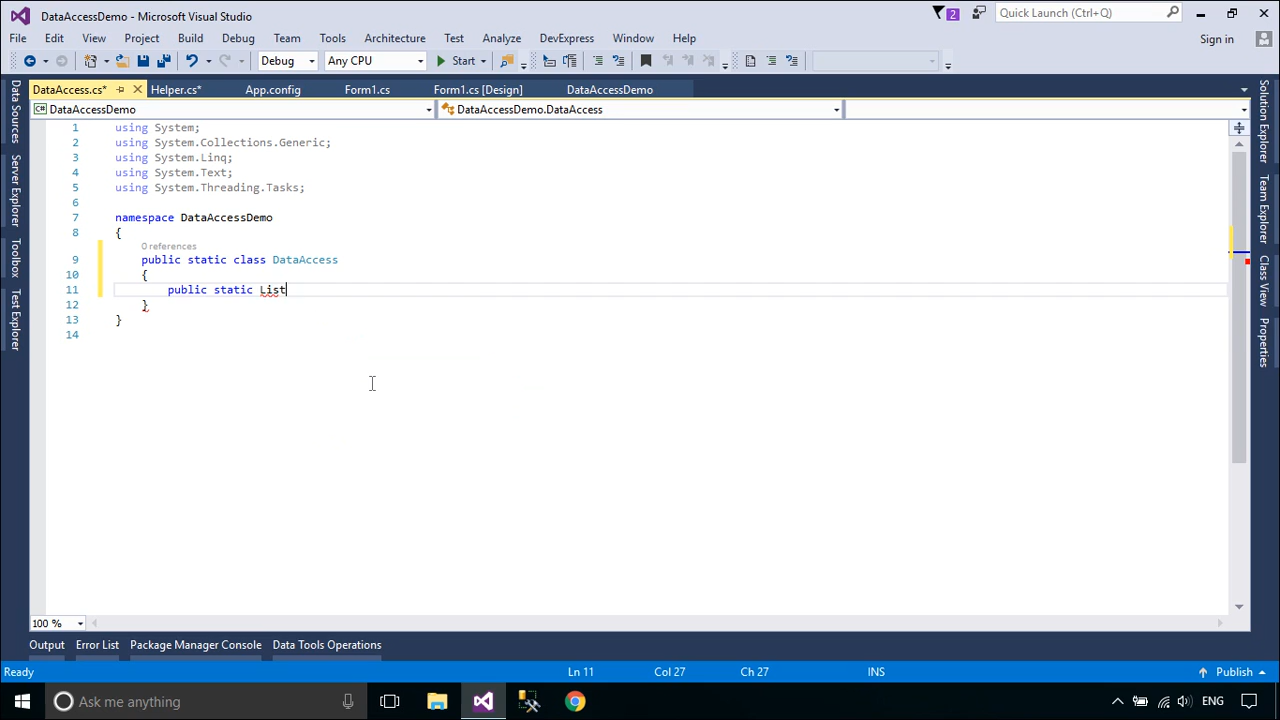 DataAccessDemo - Microsoft Visual Studio
2
Quick Launch (Ctrl+Q)
File Edit View Project Build Debug Team Tools Architecture Test Analyze DevExpress Window Help
Sign in
Debug Any CPU Start
DataAccess.cs* Helper.cs* App.config Form1.cs Form1.cs [Design] DataAccessDemo
C# DataAccessDemo DataAccessDemo.DataAccess
Data Sources
Server Explorer
Toolbox
Test Explorer
1 using System;
2 using System.Collections.Generic;
3 using System.Linq;
4 using System.Text;
5 using System.Threading.Tasks;
6
7 namespace DataAccessDemo
8 {
0 references
9 public static class DataAccess
10 {
11 public static List
12 }
13 }
14
Solution Explorer
Team Explorer
Class View
Properties
100 %
Output Error List Package Manager Console Data Tools Operations
Ready Ln 11 Col 27 Ch 27 INS Publish
Ask me anything
ENG